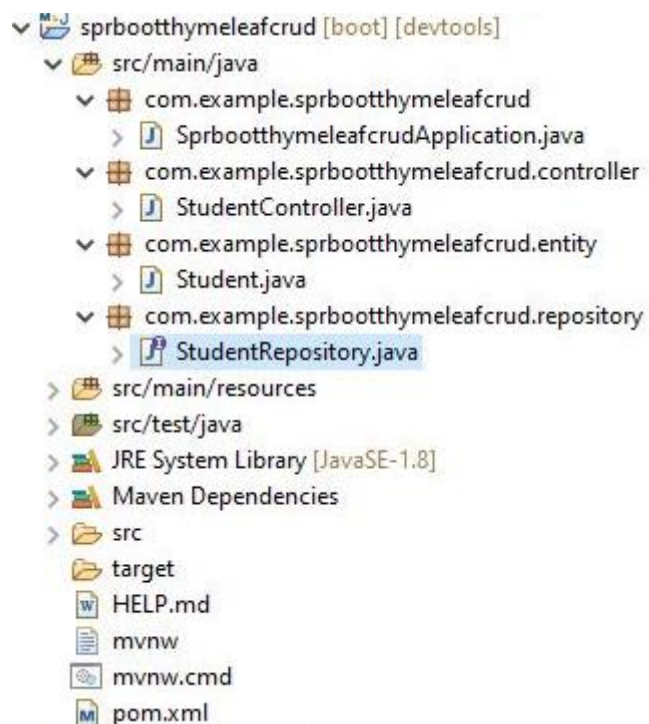 sprbootthymeleafcrud [boot] [devtools]
src/main/java
com.example.sprbootthymeleafcrud
SprbootthymeleafcrudApplication.java
com.example.sprbootthymeleafcrud.controller
StudentController.java
com.example.sprbootthymeleafcrud.entity
Student.java
com.example.sprbootthymeleafcrud.repository
StudentRepository.java
src/main/resources
src/test/java
JRE System Library [JavaSE-1.8]
Maven Dependencies
src
target
HELP.md
mvnw
mvnw.cmd
pom.xml